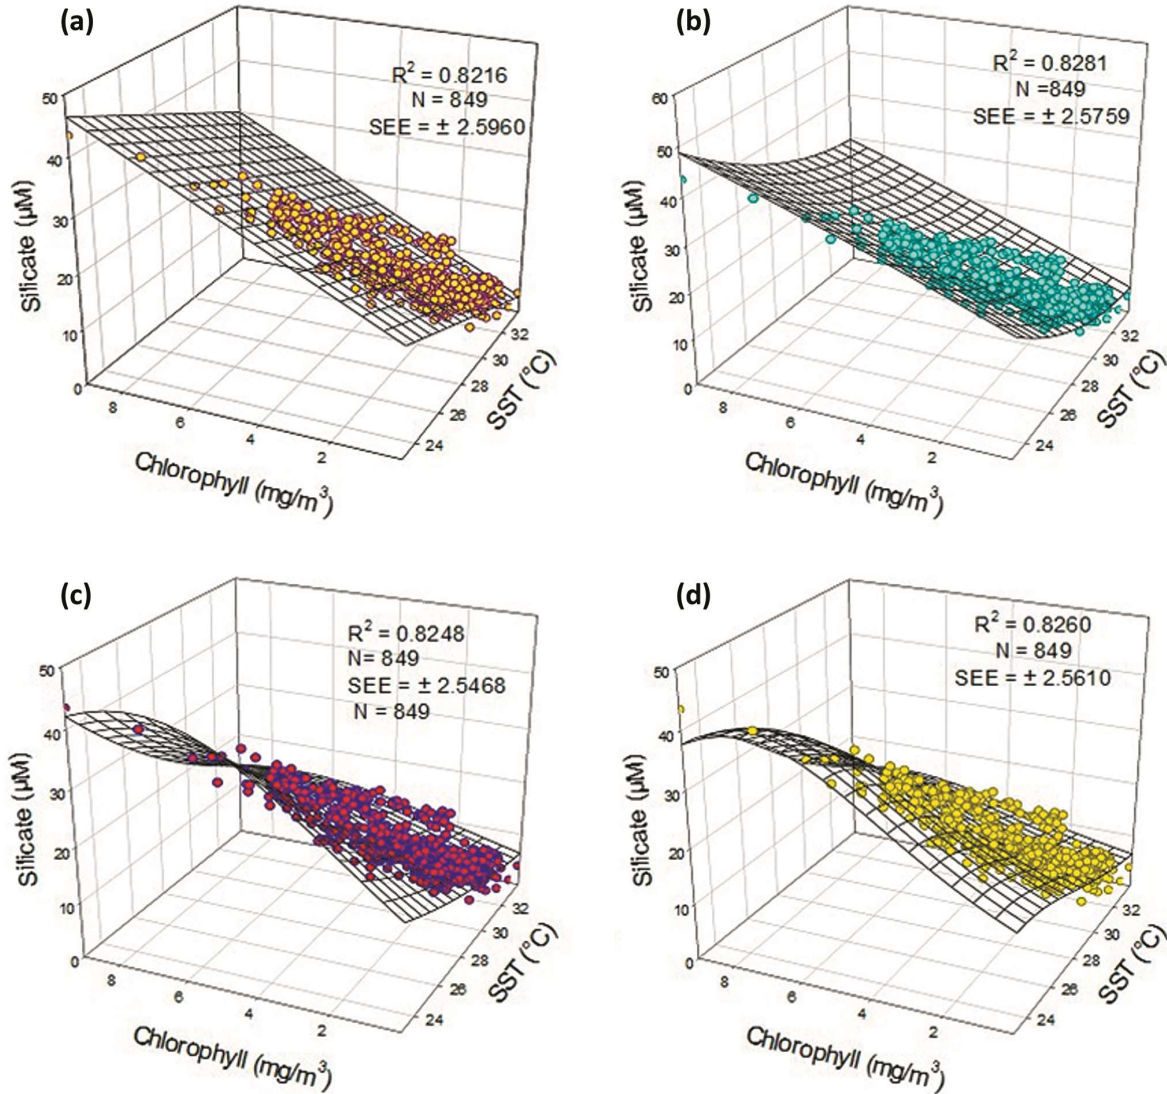 (a)
R² = 0.8216
N = 849
SEE = ± 2.5960
50
40
30
20
10
0
Silicate (µM)
8
6
4
2
Chlorophyll (mg/m³)
32
30
28
26
24
SST (°C)
(b)
R² = 0.8281
N =849
SEE = ± 2.5759
60
50
40
30
20
10
0
Silicate (µM)
8
6
4
2
Chlorophyll (mg/m³)
32
30
28
26
24
SST (°C)
(c)
R² = 0.8248
N= 849
SEE = ± 2.5468
N = 849
50
40
30
20
10
0
Silicate (µM)
8
6
4
2
Chlorophyll (mg/m³)
32
30
28
26
24
SST (°C)
(d)
R² = 0.8260
N = 849
SEE = ± 2.5610
50
40
30
20
10
0
Silicate (µM)
8
6
4
2
Chlorophyll (mg/m³)
32
30
28
26
24
SST (°C)